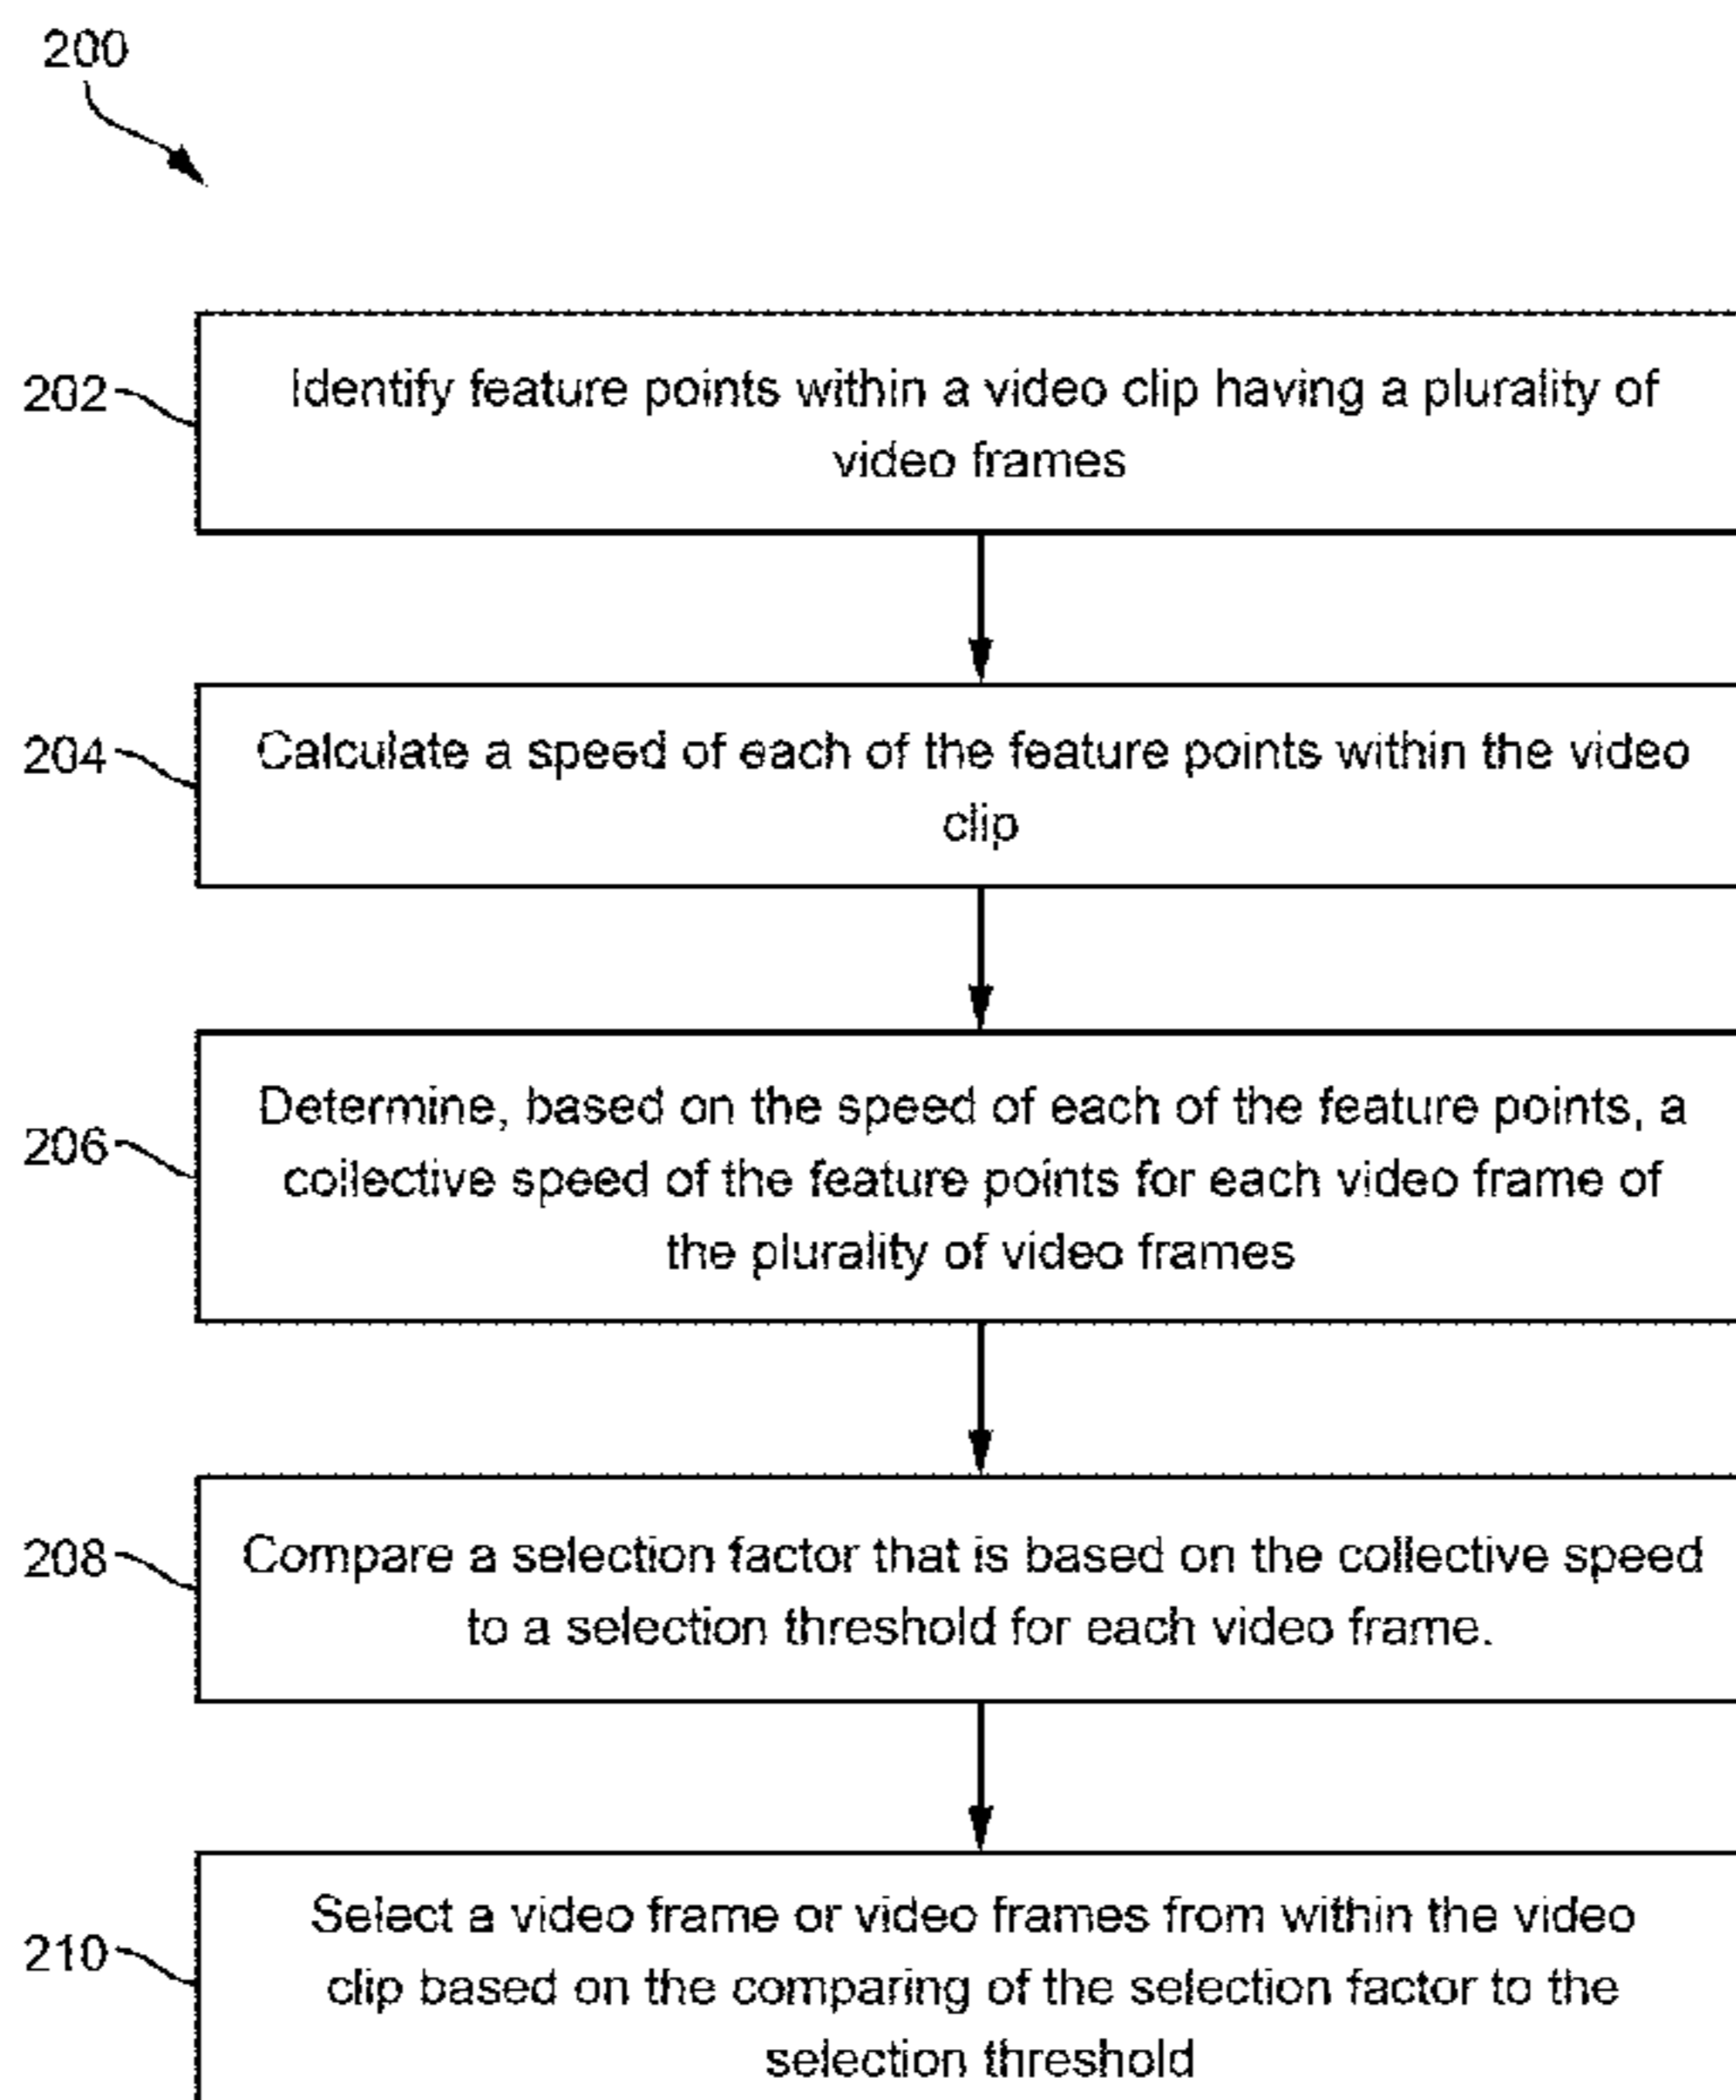 200
202
Identify feature points within a video clip having a plurality of
video frames
204
Calculate a speed of each of the feature points within the video
clip
206
Determine, based on the speed of each of the feature points, a
collective speed of the feature points for each video frame of
the plurality of video frames
208
Compare a selection factor that is based on the collective speed
to a selection threshold for each video frame.
210
Select a video frame or video frames from within the video
clip based on the comparing of the selection factor to the
selection threshold